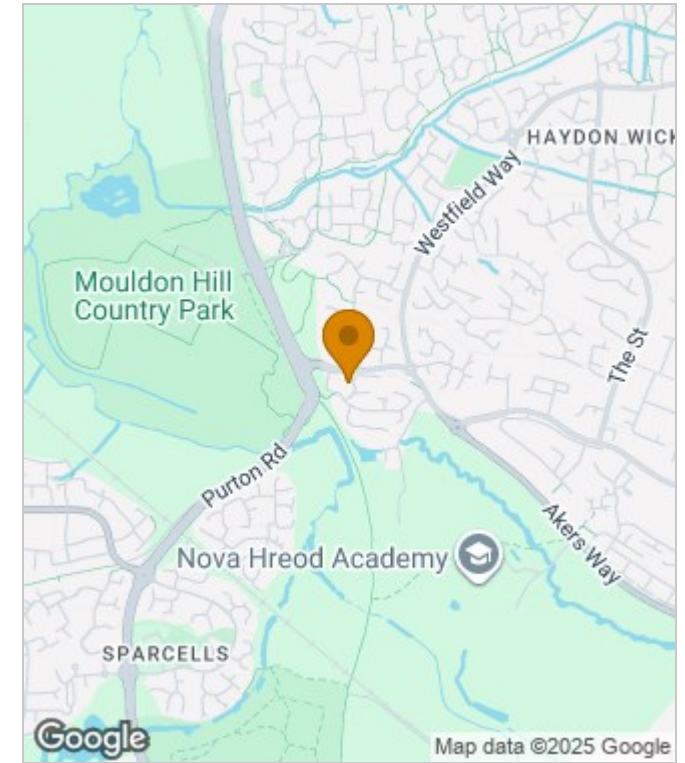 HAYDON WICK
Westfield Way
Mouldon Hill
Country Park
The St
Purton Rd
Akers Way
Nova Hreod Academy
SPARCELLS
Google
Map data ©2025 Google